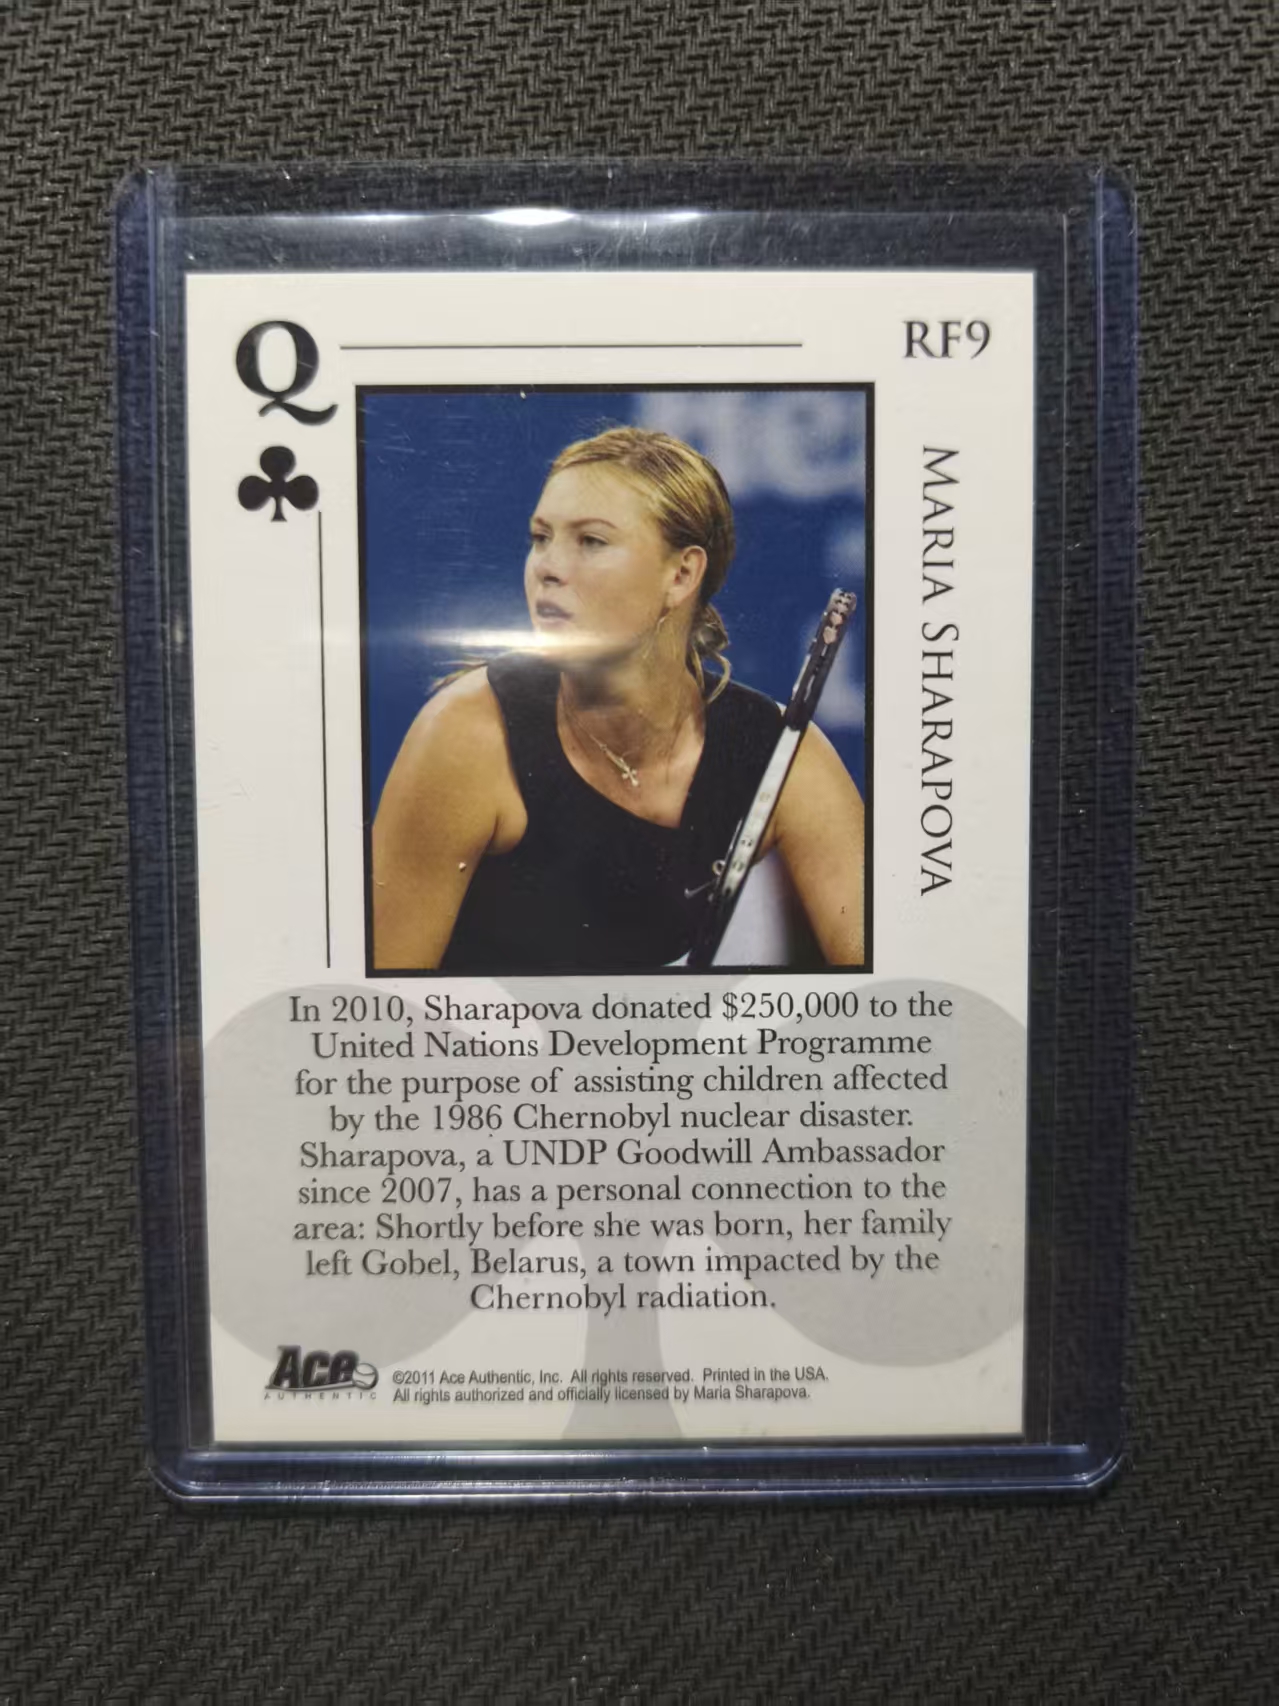 Q
RF9
MARIA SHARAPOVA
In 2010, Sharapova donated $250,000 to the
United Nations Development Programme
for the purpose of assisting children affected
by the 1986 Chernobyl nuclear disaster.
Sharapova, a UNDP Goodwill Ambassador
since 2007, has a personal connection to the
area: Shortly before she was born, her family
left Gobel, Belarus, a town impacted by the
Chernobyl radiation.
Ace
AUTHENTIC
©2011 Ace Authentic, Inc. All rights reserved. Printed in the USA.
All rights authorized and officially licensed by Maria Sharapova.